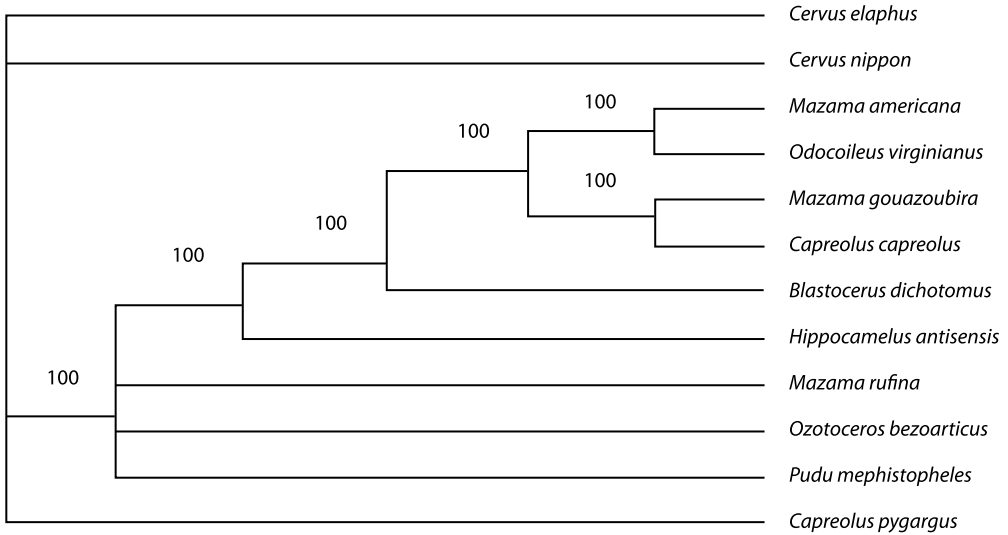 Cervus elaphus
Cervus nippon
100
Mazama americana
100
Odocoileus virginianus
100
Mazama gouazoubira
100
Capreolus capreolus
100
Blastocerus dichotomus
Hippocamelus antisensis
100
Mazama rufina
Ozotoceros bezoarticus
Pudu mephistopheles
Capreolus pygargus